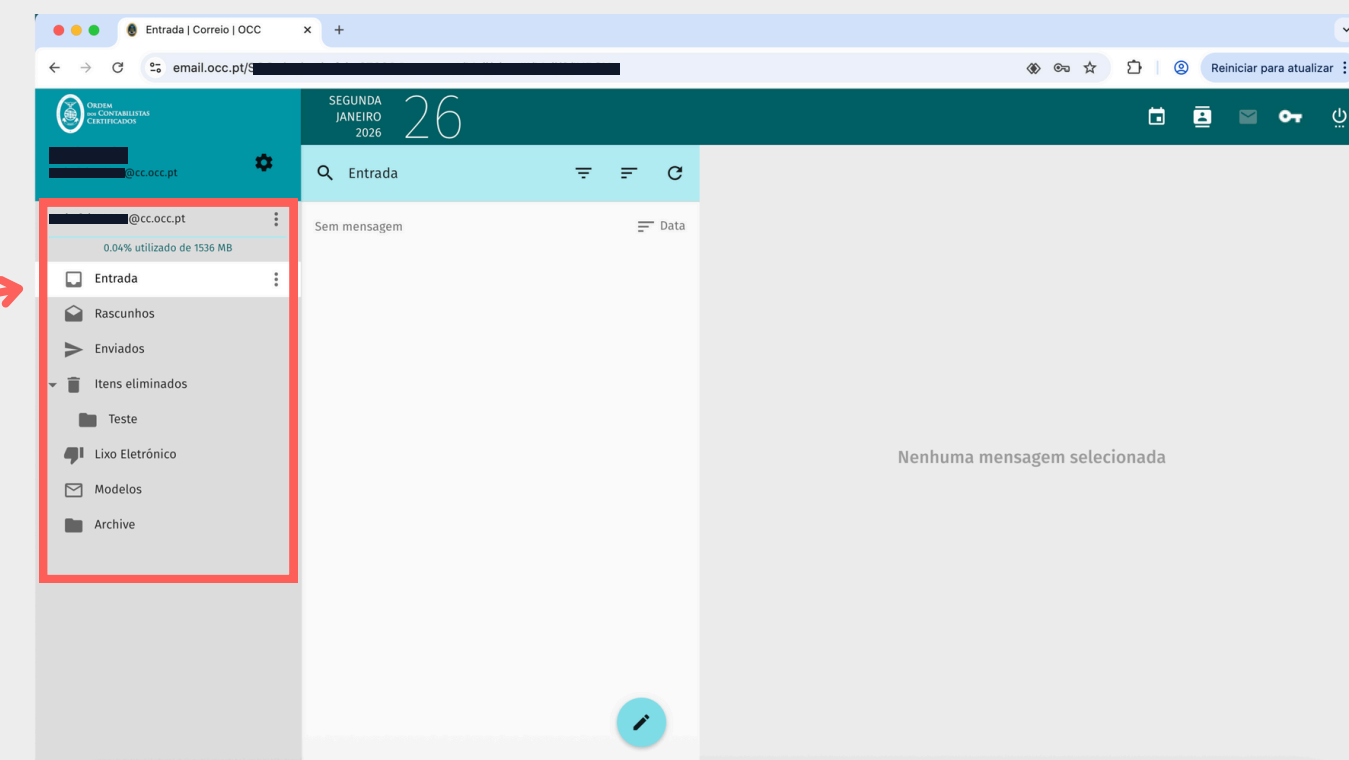 Entrada | Correio | OCC
email.occ.pt/S
Reiniciar para atualizar
ORDEM
DOS CONTABILISTAS
CERTIFICADOS
SEGUNDA
JANEIRO
2026
26
@cc.occ.pt
Entrada
@cc.occ.pt
0.04% utilizado de 1536 MB
Sem mensagem
Data
Entrada
Rascunhos
Enviados
Itens eliminados
Teste
Lixo Eletrónico
Modelos
Archive
Nenhuma mensagem selecionada